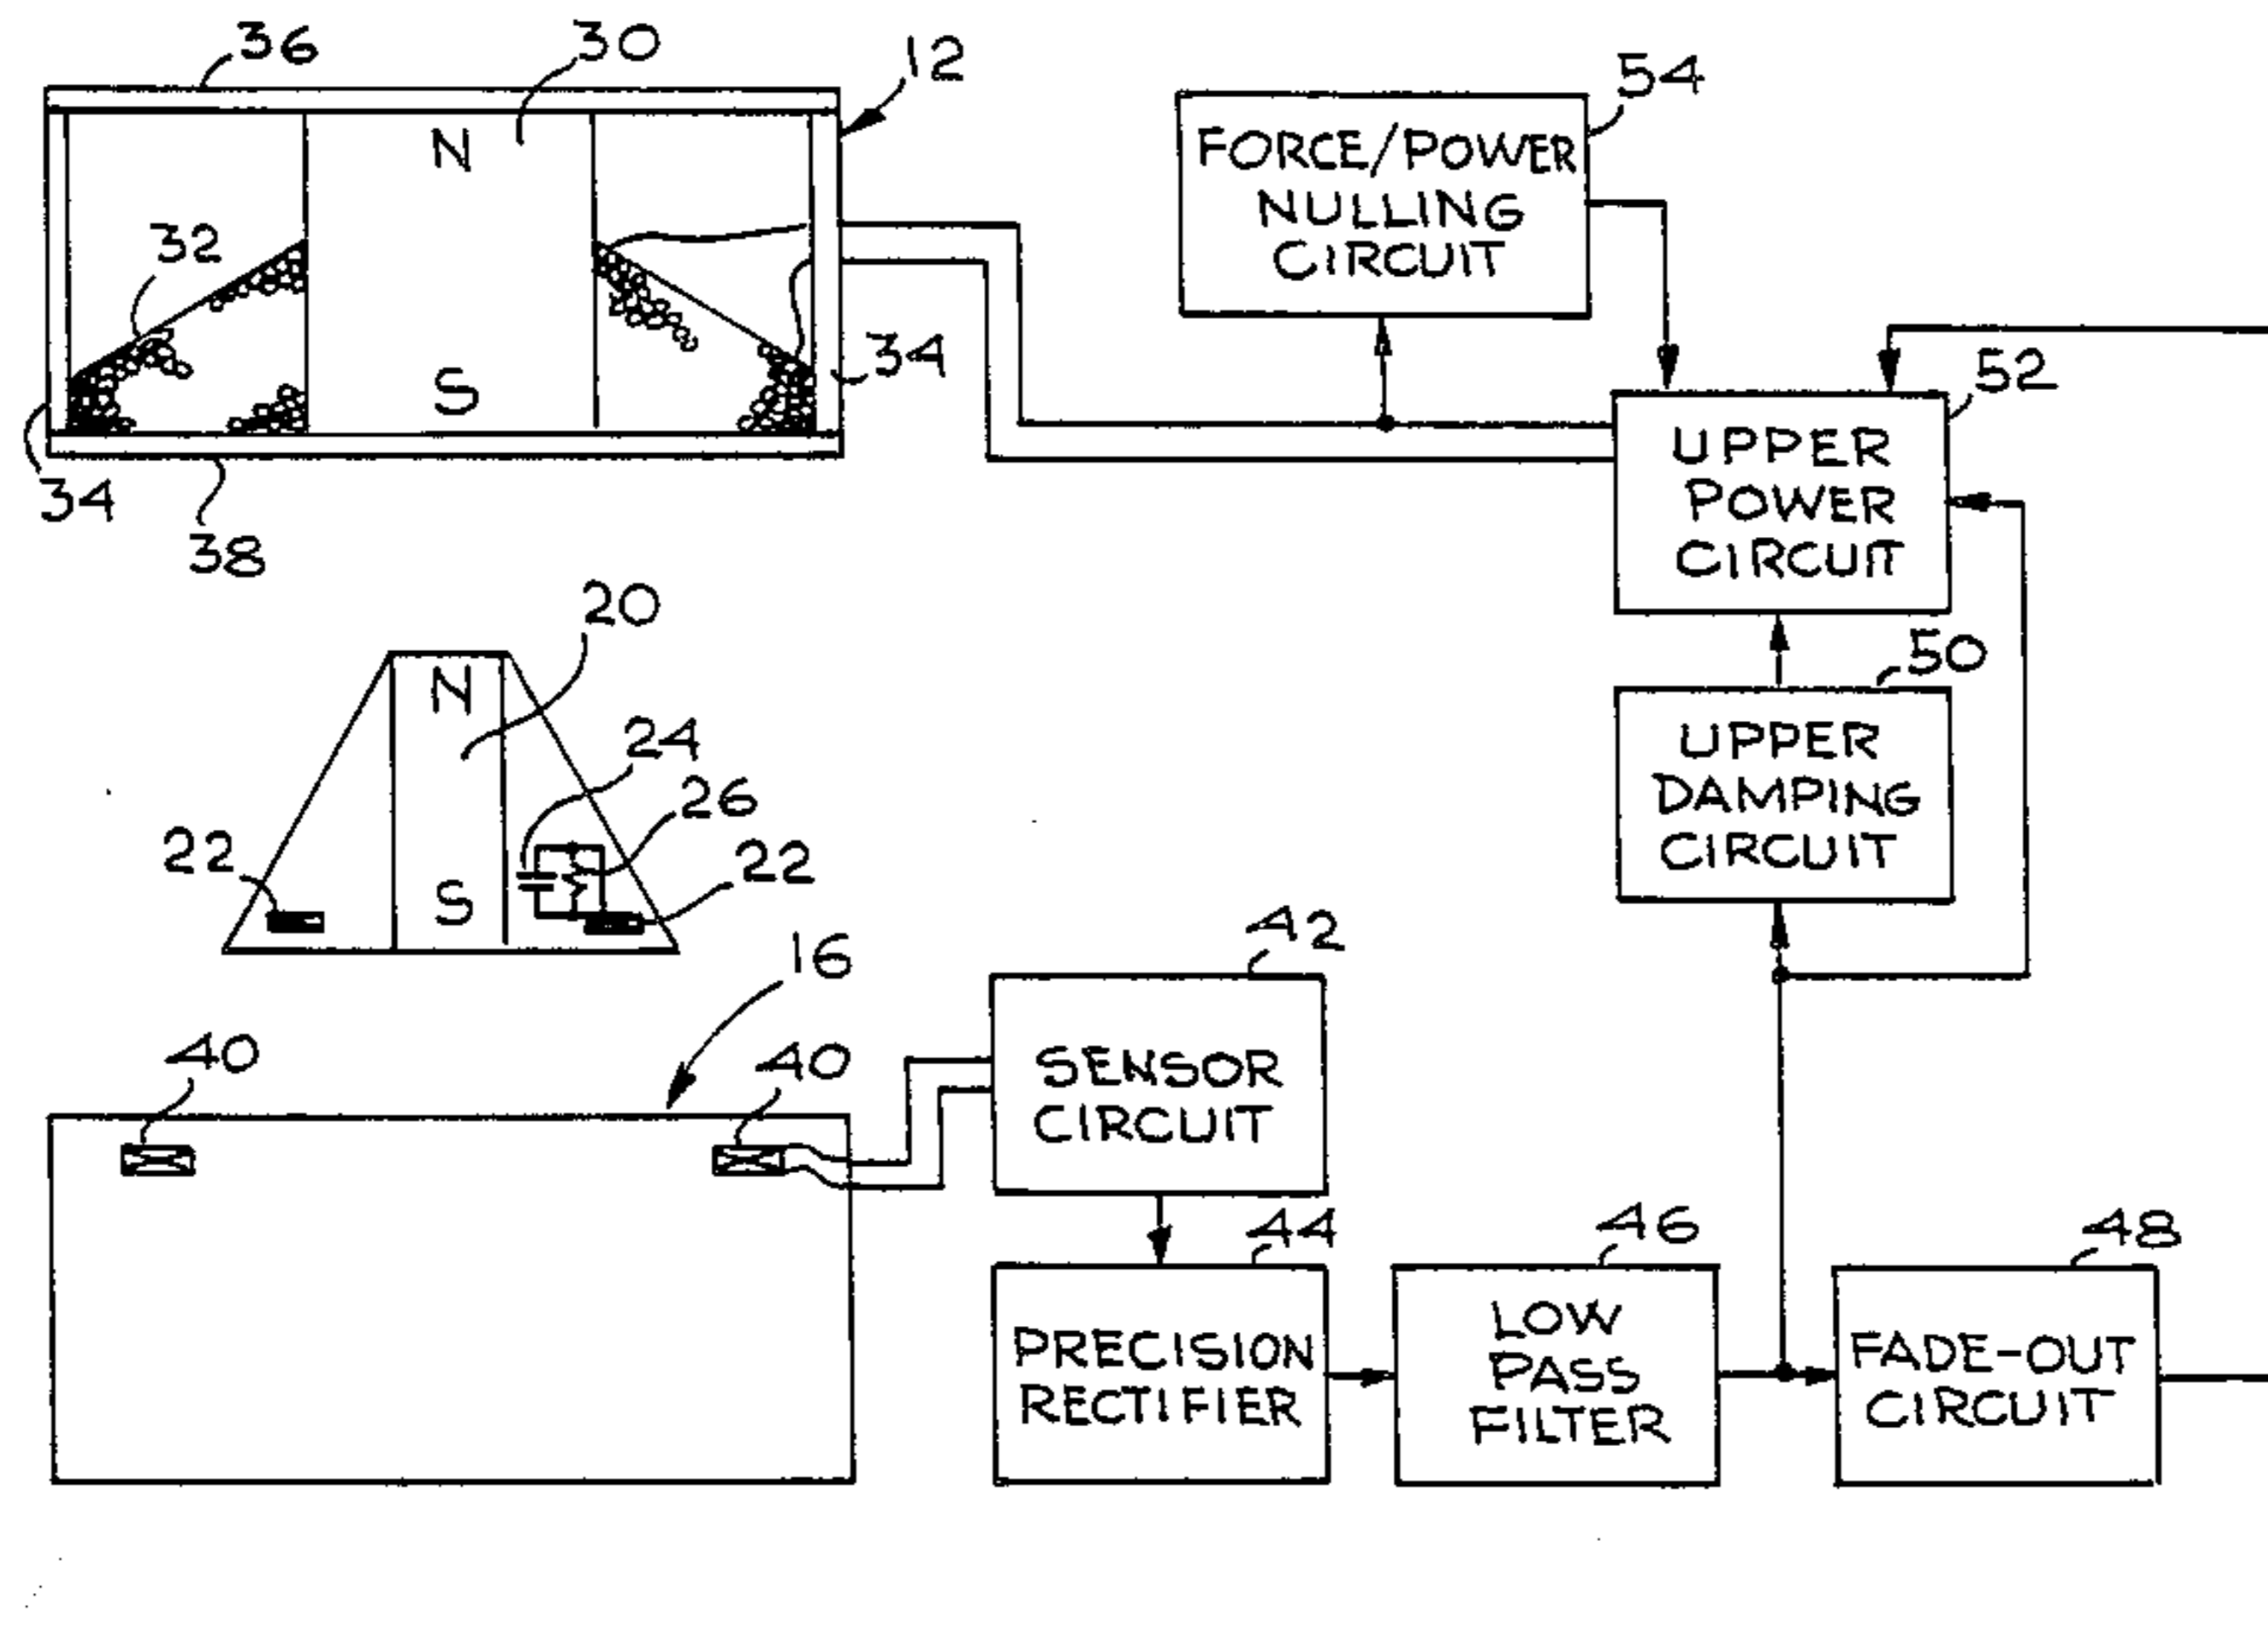 36
30
12
54
N
FORCE/POWER
NULLING
CIRCUIT
32
34
52
S
34
38
UPPER
POWER
CIRCUIT
20
50
N
24
26
UPPER
DAMPING
CIRCUIT
22
22
S
42
16
40
40
SENSOR
CIRCUIT
44
46
48
PRECISION
RECTIFIER
LOW
PASS
FILTER
FADE-OUT
CIRCUIT